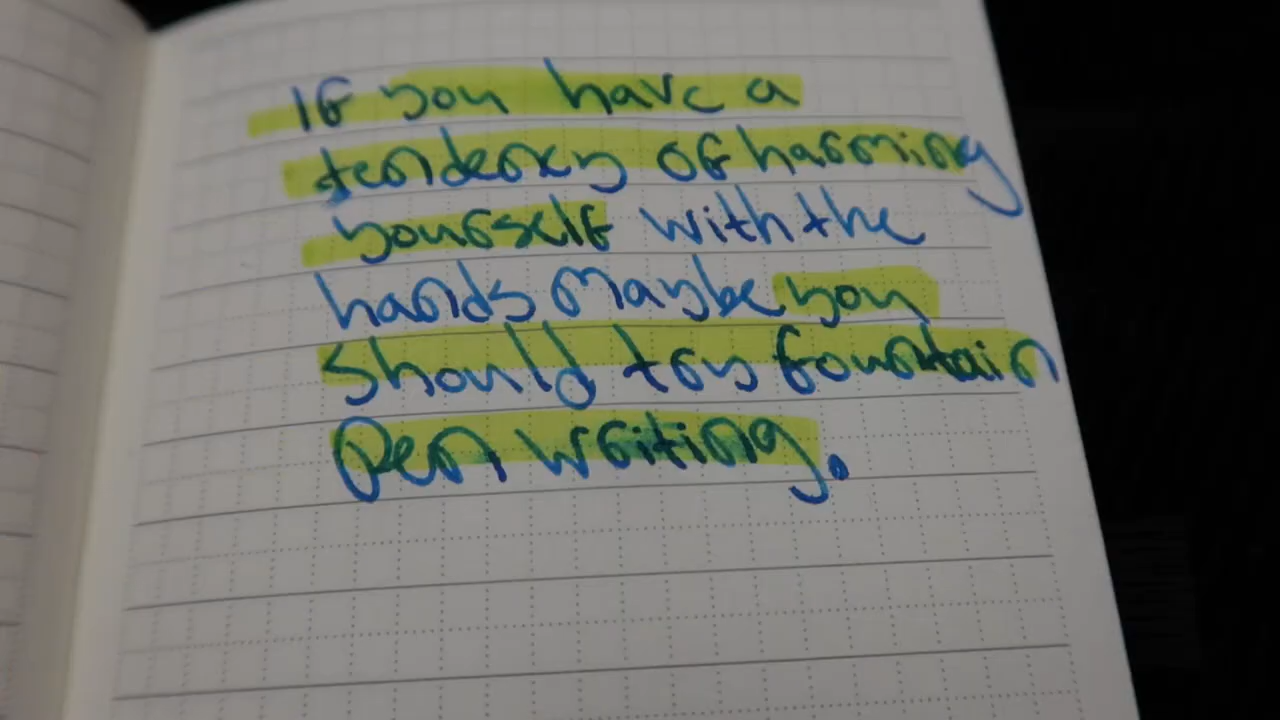 If you have a
tendency of harming
yourself with the
hands maybe you
should try fountain
pen writing.